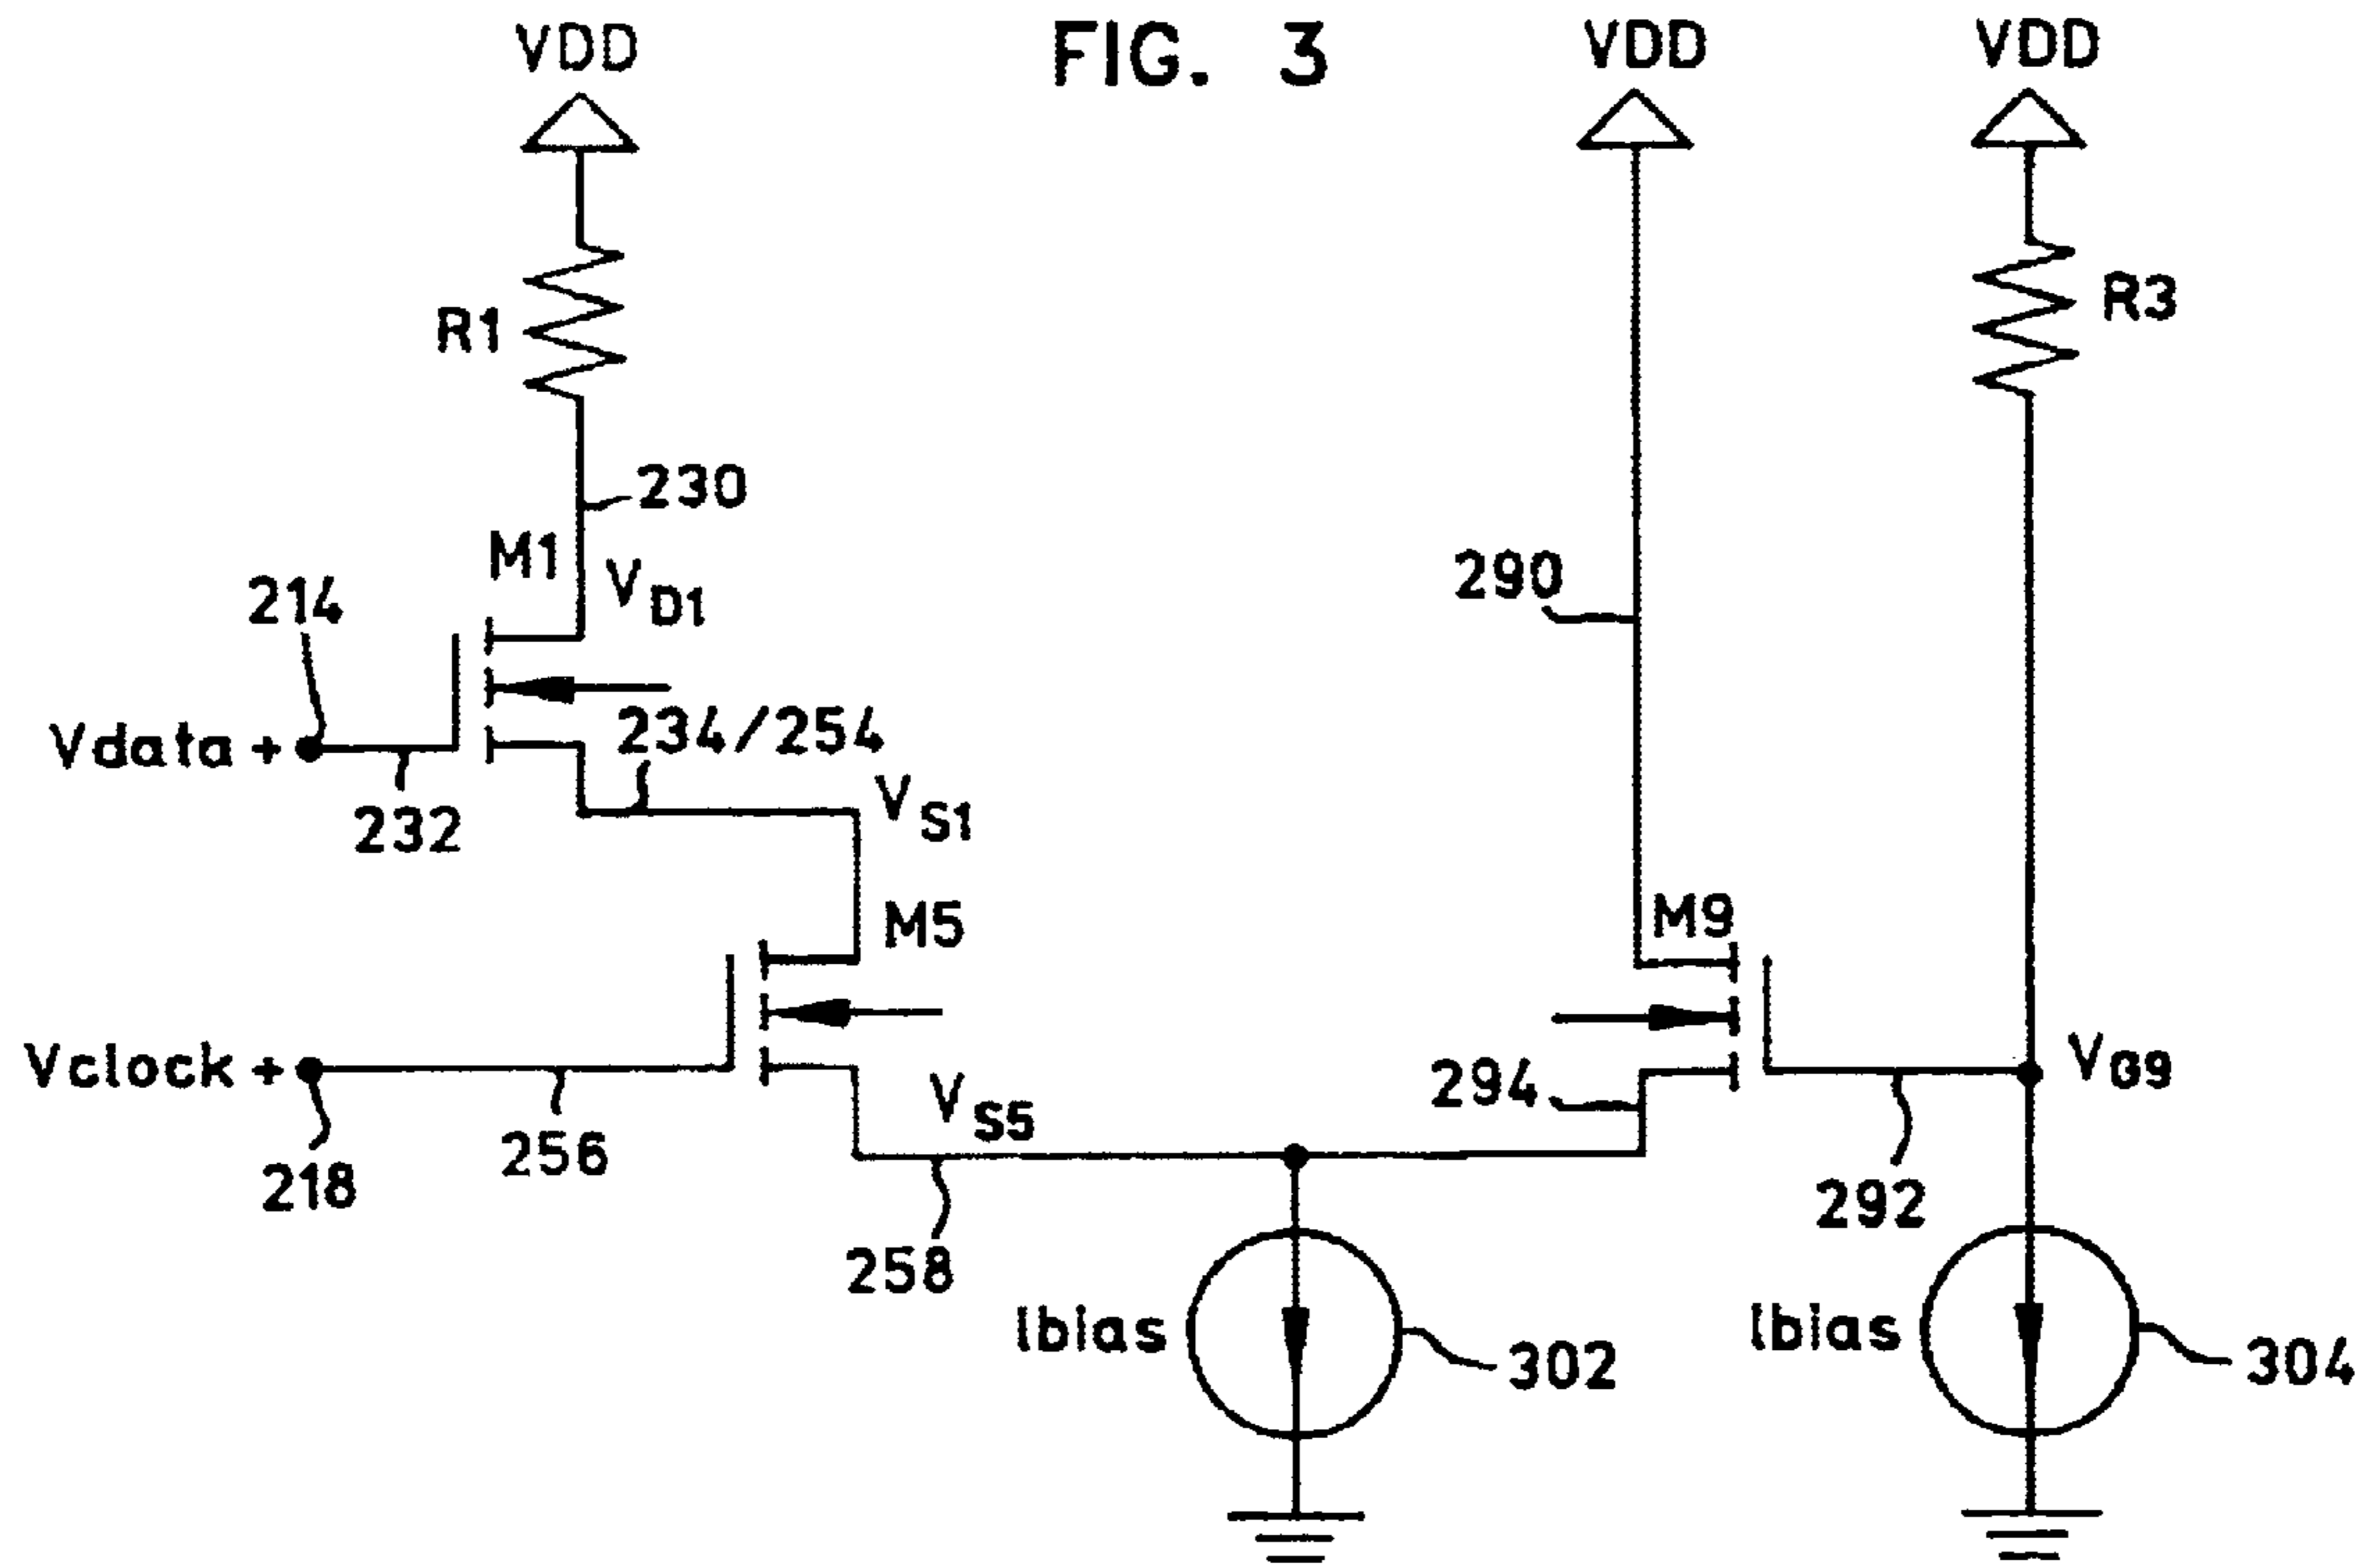 VDD
FIG. 3
VDD
VDD
R1
R3
230
M1
VD1
290
214
234/254
Vdata +
232
VS1
M5
M9
Vclock +
VS5
294
VG9
256
218
258
292
Ibias
302
Ibias
304